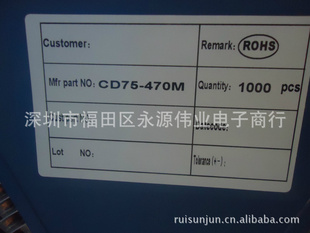 Customer: Remark: ROHS
Mfr part NO: CD75-470M Quantity: 1000 pcs
深圳市福田区永源伟业电子商行
Lot NO: Tolerance (+-):
ruisunjun.cn.alibaba.com